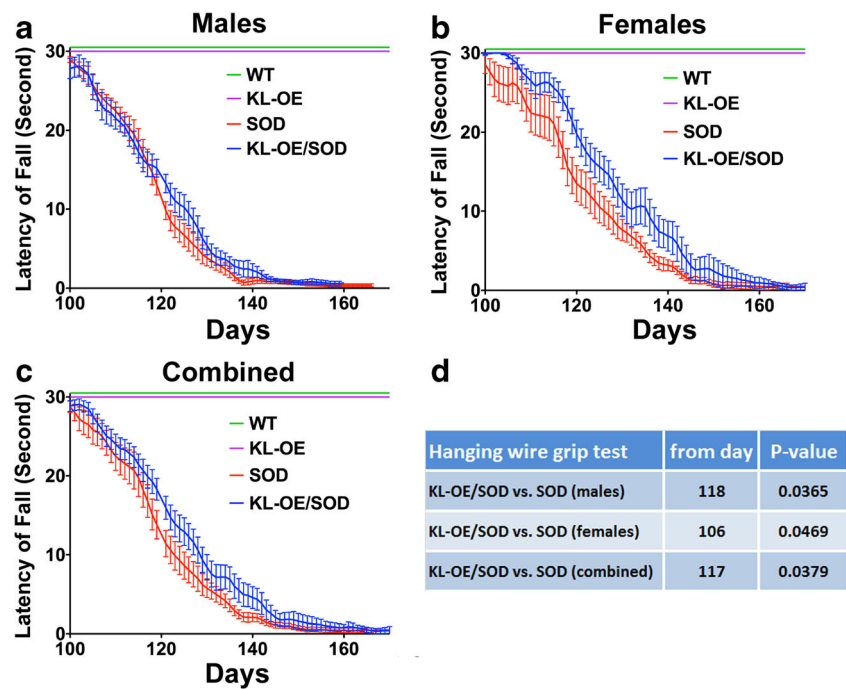 a
Males
30
20
10
0
100
120
140
160
Latency of Fall (Second)
Days
WT
KL-OE
SOD
KL-OE/SOD
b
Females
30
20
10
0
100
120
140
160
Latency of Fall (Second)
Days
WT
KL-OE
SOD
KL-OE/SOD
c
Combined
30
20
10
0
100
120
140
160
Latency of Fall (Second)
Days
WT
KL-OE
SOD
KL-OE/SOD
d
Hanging wire grip test from day P-value
KL-OE/SOD vs. SOD (males) 118 0.0365
KL-OE/SOD vs. SOD (females) 106 0.0469
KL-OE/SOD vs. SOD (combined) 117 0.0379